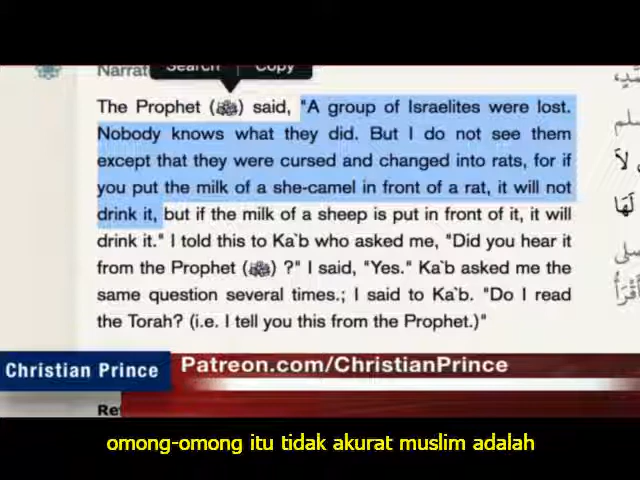 Narrat
Search Copy
The Prophet (ﷺ) said, "A group of Israelites were lost.
Nobody knows what they did. But I do not see them
except that they were cursed and changed into rats, for if
you put the milk of a she-camel in front of a rat, it will not
drink it, but if the milk of a sheep is put in front of it, it will
drink it." I told this to Ka`b who asked me, "Did you hear it
from the Prophet (ﷺ) ?" I said, "Yes." Ka`b asked me the
same question several times.; I said to Ka`b. "Do I read
the Torah? (i.e. I tell you this from the Prophet.)"
Christian Prince
Patreon.com/ChristianPrince
omong-omong itu tidak akurat muslim adalah